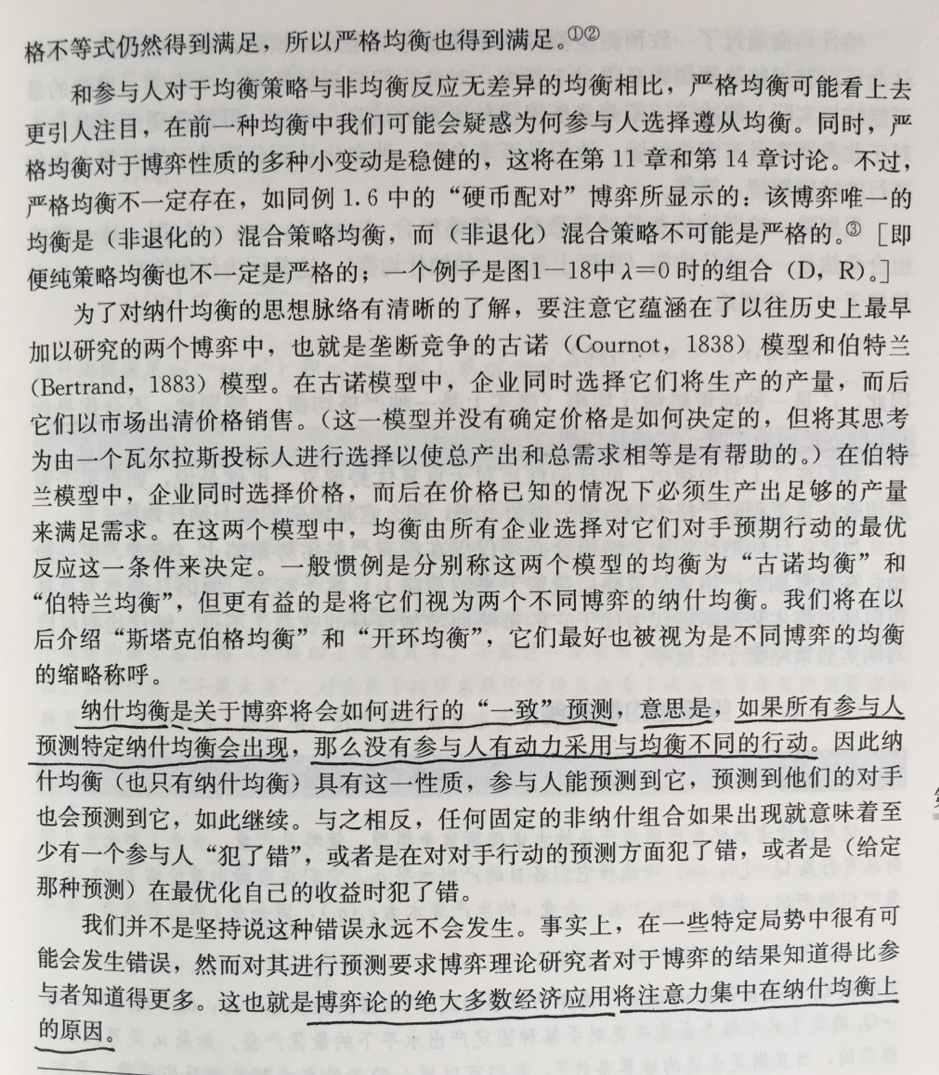 格不等式仍然得到满足，所以严格均衡也得到满足。①②
和参与人对于均衡策略与非均衡反应无差异的均衡相比，严格均衡可能看上去
更引人注目，在前一种均衡中我们可能会疑惑为何参与人选择遵从均衡。同时，严
格均衡对于博弈性质的多种小变动是稳健的，这将在第 11 章和第 14 章讨论。不过，
严格均衡不一定存在，如同例 1.6 中的“硬币配对”博弈所显示的：该博弈唯一的
均衡是（非退化的）混合策略均衡，而（非退化）混合策略不可能是严格的。③［即
便纯策略均衡也不一定是严格的；一个例子是图1—18中 λ＝0 时的组合（D，R）。］
为了对纳什均衡的思想脉络有清晰的了解，要注意它蕴涵在了以往历史上最早
加以研究的两个博弈中，也就是垄断竞争的古诺（Cournot，1838）模型和伯特兰
（Bertrand，1883）模型。在古诺模型中，企业同时选择它们将生产的产量，而后
它们以市场出清价格销售。（这一模型并没有确定价格是如何决定的，但将其思考
为由一个瓦尔拉斯投标人进行选择以使总产出和总需求相等是有帮助的。）在伯特
兰模型中，企业同时选择价格，而后在价格已知的情况下必须生产出足够的产量
来满足需求。在这两个模型中，均衡由所有企业选择对它们对手预期行动的最优
反应这一条件来决定。一般惯例是分别称这两个模型的均衡为“古诺均衡”和
“伯特兰均衡”，但更有益的是将它们视为两个不同博弈的纳什均衡。我们将在以
后介绍“斯塔克伯格均衡”和“开环均衡”，它们最好也被视为是不同博弈的均衡
的缩略称呼。
纳什均衡是关于博弈将会如何进行的“一致”预测，意思是，如果所有参与人
预测特定纳什均衡会出现，那么没有参与人有动力采用与均衡不同的行动。因此纳
什均衡（也只有纳什均衡）具有这一性质，参与人能预测到它，预测到他们的对手
也会预测到它，如此继续。与之相反，任何固定的非纳什组合如果出现就意味着至
少有一个参与人“犯了错”，或者是在对对手行动的预测方面犯了错，或者是（给定
那种预测）在最优化自己的收益时犯了错。
我们并不是坚持说这种错误永远不会发生。事实上，在一些特定局势中很有可
能会发生错误，然而对其进行预测要求博弈理论研究者对于博弈的结果知道得比参
与者知道得更多。这也就是博弈论的绝大多数经济应用将注意力集中在纳什均衡上
的原因。